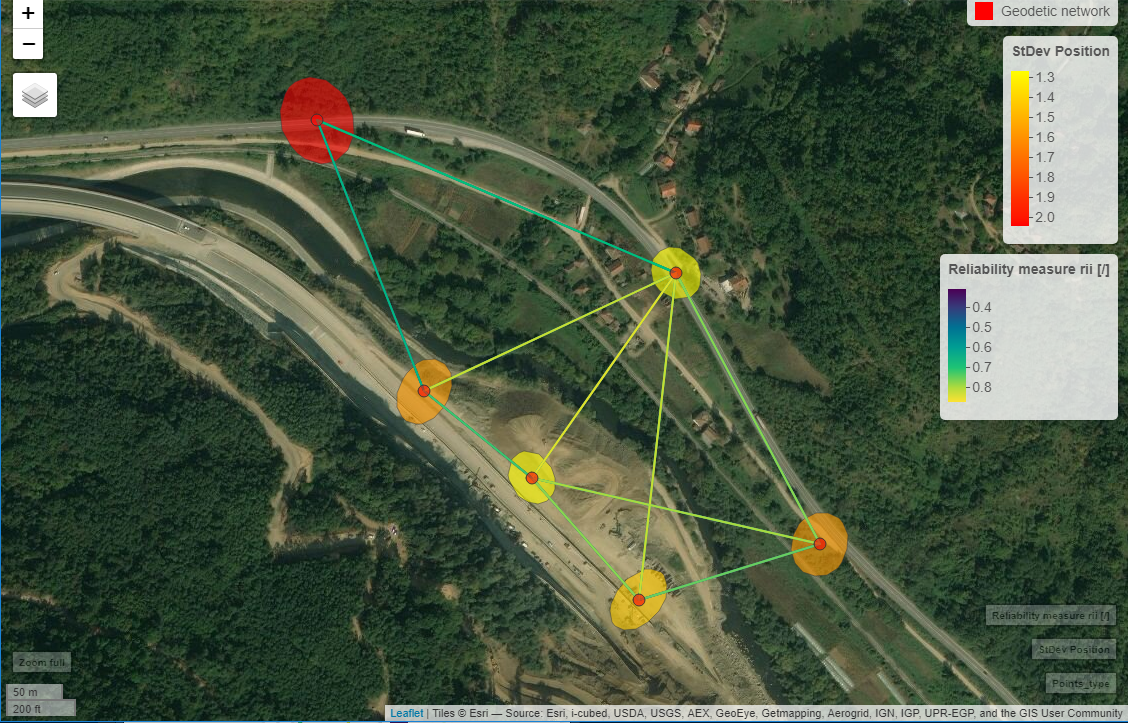 +
−
Geodetic network
StDev Position
1.3
1.4
1.5
1.6
1.7
1.8
1.9
2.0
Reliability measure rii [/]
0.4
0.5
0.6
0.7
0.8
Reliability measure rii [/]
StDev Position
Points_type
Zoom full
50 m
200 ft
Leaflet | Tiles © Esri — Source: Esri, i-cubed, USDA, USGS, AEX, GeoEye, Getmapping, Aerogrid, IGN, IGP, UPR-EGP, and the GIS User Community